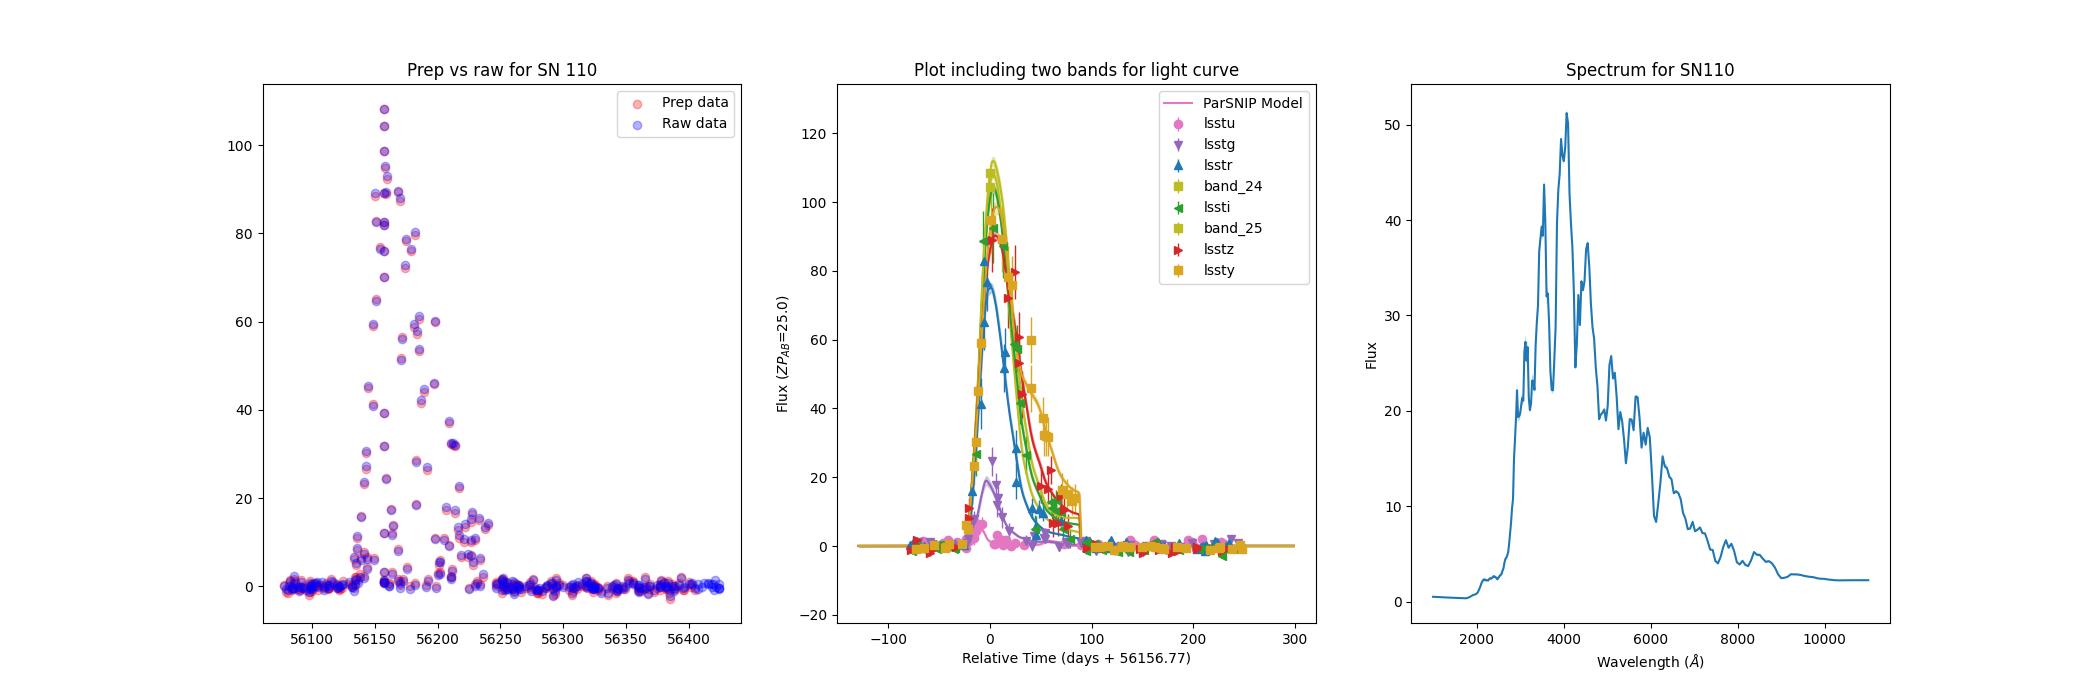 Prep vs raw for SN 110
Prep data
Raw data
100
80
60
40
20
0
56100 56150 56200 56250 56300 56350 56400
Plot including two bands for light curve
ParSNIP Model
lsstu
lsstg
lsstr
band_24
lssti
band_25
lsstz
lssty
Flux (ZP_AB=25.0)
120
100
80
60
40
20
0
−20
−100 0 100 200 300
Relative Time (days + 56156.77)
Spectrum for SN110
Flux
50
40
30
20
10
0
2000 4000 6000 8000 10000
Wavelength (Å)